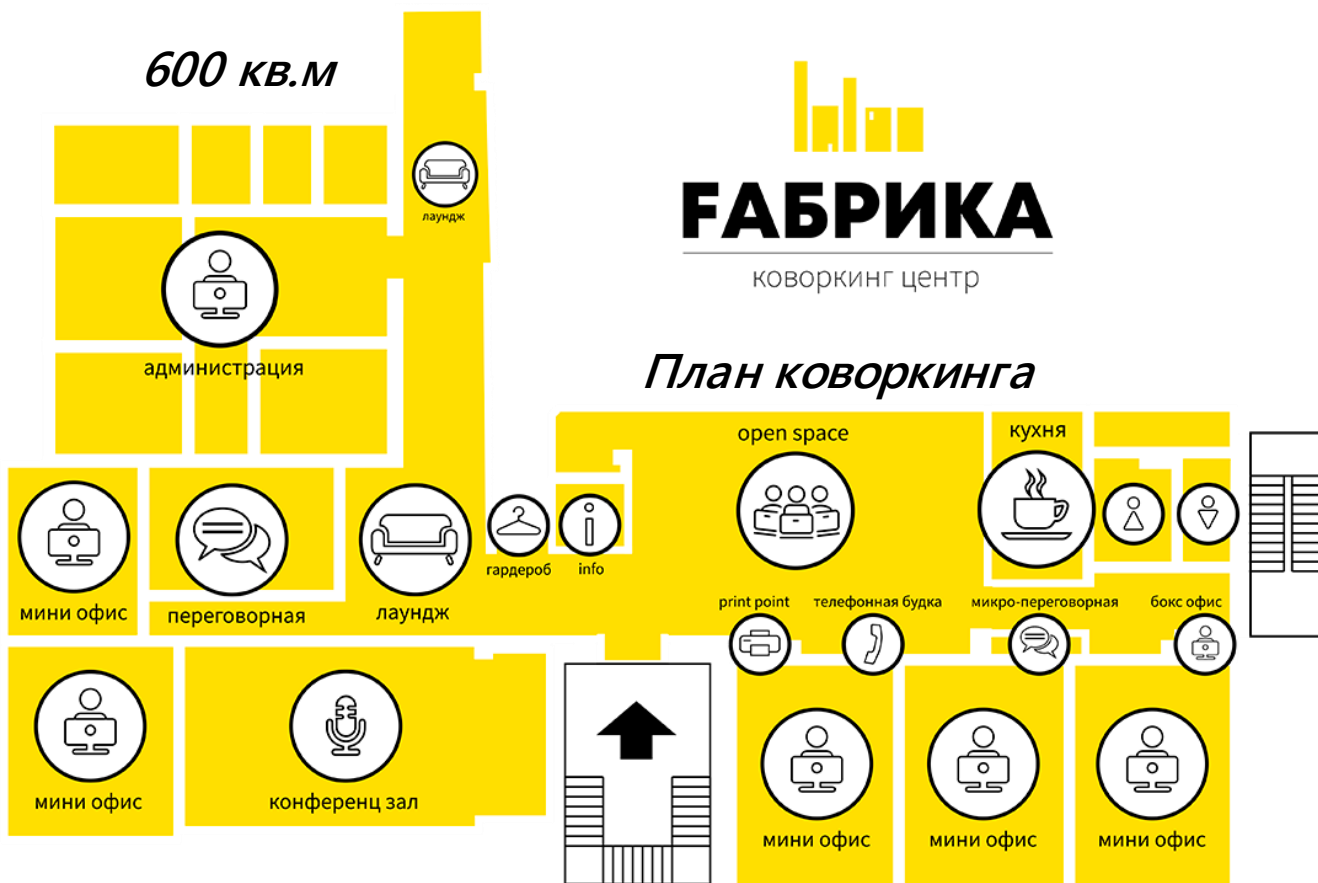 600 кв.м
лаундж
FАБРИКА
коворкинг центр
администрация
План коворкинга
open space
кухня
гардероб
info
мини офис
переговорная
лаундж
print point
телефонная будка
микро-переговорная
бокс офис
мини офис
конференц зал
мини офис
мини офис
мини офис